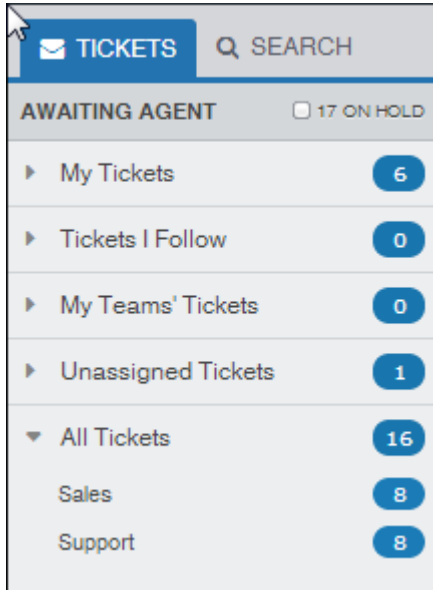 TICKETS SEARCH
AWAITING AGENT 17 ON HOLD
My Tickets 6
Tickets I Follow 0
My Teams' Tickets 0
Unassigned Tickets 1
All Tickets 16
Sales 8
Support 8